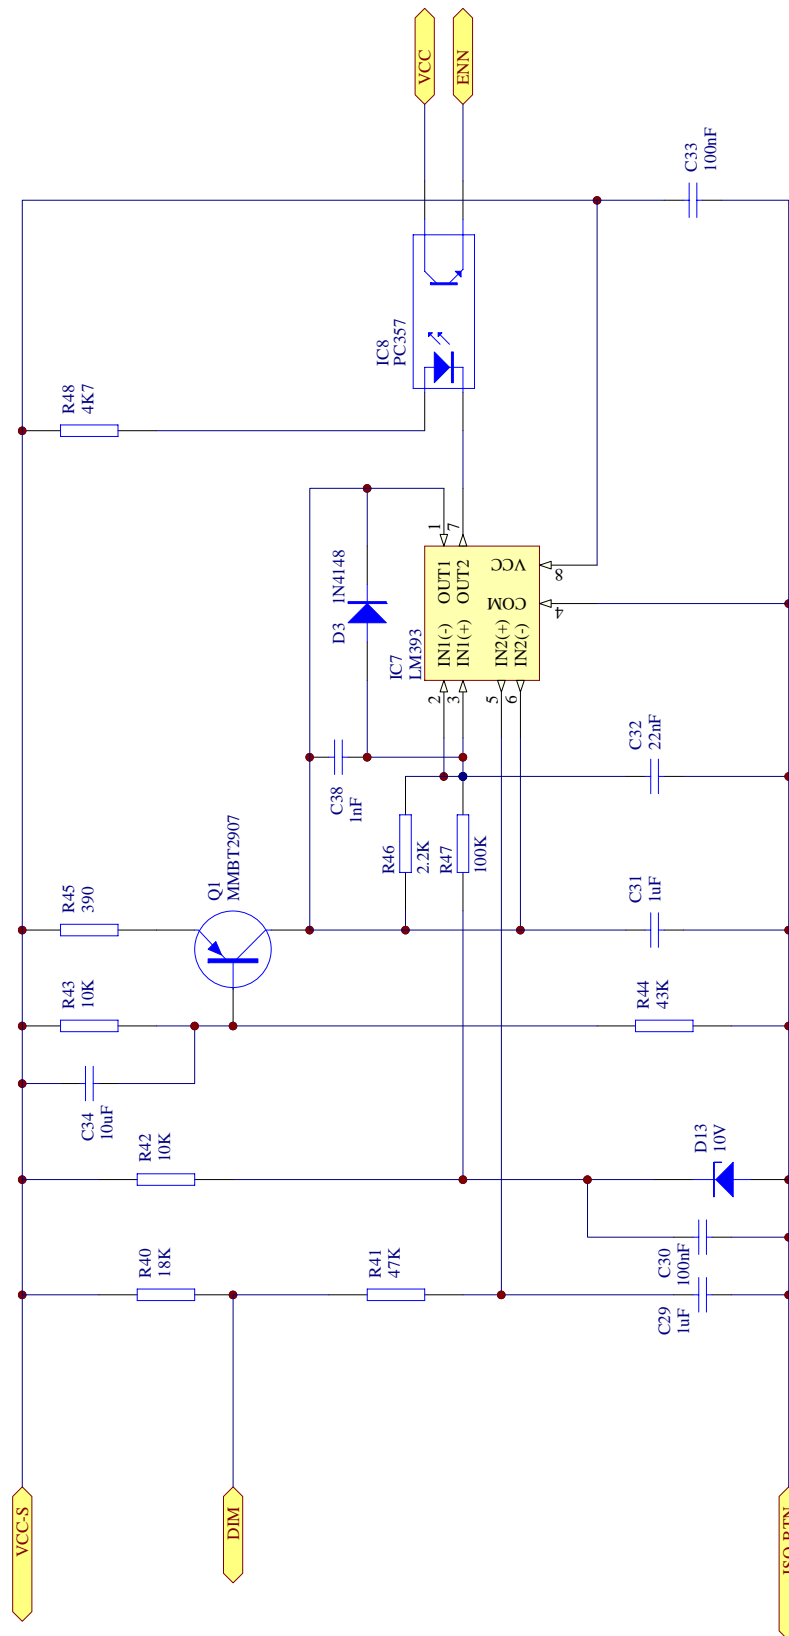 VCC
ENN
C33
100nF
IC8
PC357
R48
4K7
1
7
D3
1N4148
IC7
LM393
IN1(-)
OUT1
IN1(+)
OUT2
VCC
8
COM
4
IN2(+)
IN2(-)
2
3
5
6
C38
1nF
C32
22nF
R46
2.2K
R47
100K
Q1
MMBT2907
R45
390
C31
1uF
R43
10K
R44
43K
C34
10uF
R42
10K
D13
10V
C30
100nF
R40
18K
R41
47K
C29
1uF
VCC-S
DIM
ISO-RTN